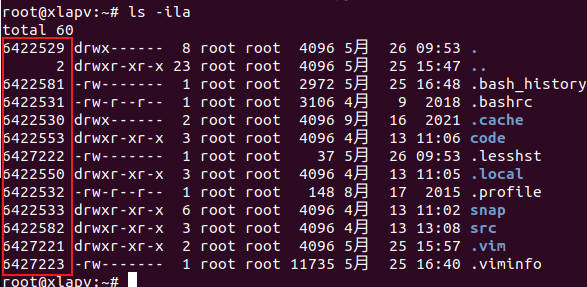 root@xlapv:~# ls -ila
total 60
6422529 drwx------  8 root root  4096 5月  26 09:53 .
      2 drwxr-xr-x 23 root root  4096 5月  25 15:47 ..
6422581 -rw-------  1 root root  2972 5月  25 16:48 .bash_history
6422531 -rw-r--r--  1 root root  3106 4月   9  2018 .bashrc
6422530 drwx------  2 root root  4096 9月  16  2021 .cache
6422553 drwxr-xr-x  3 root root  4096 4月  13 11:06 code
6427222 -rw-------  1 root root    37 5月  26 09:53 .lesshst
6422550 drwxr-xr-x  3 root root  4096 4月  13 11:05 .local
6422532 -rw-r--r--  1 root root   148 8月  17  2015 .profile
6422533 drwxr-xr-x  6 root root  4096 4月  13 11:02 snap
6422582 drwxr-xr-x  3 root root  4096 4月  13 13:08 src
6427221 drwxr-xr-x  2 root root  4096 5月  25 15:57 .vim
6427223 -rw-------  1 root root 11735 5月  25 16:40 .viminfo
root@xlapv:~#